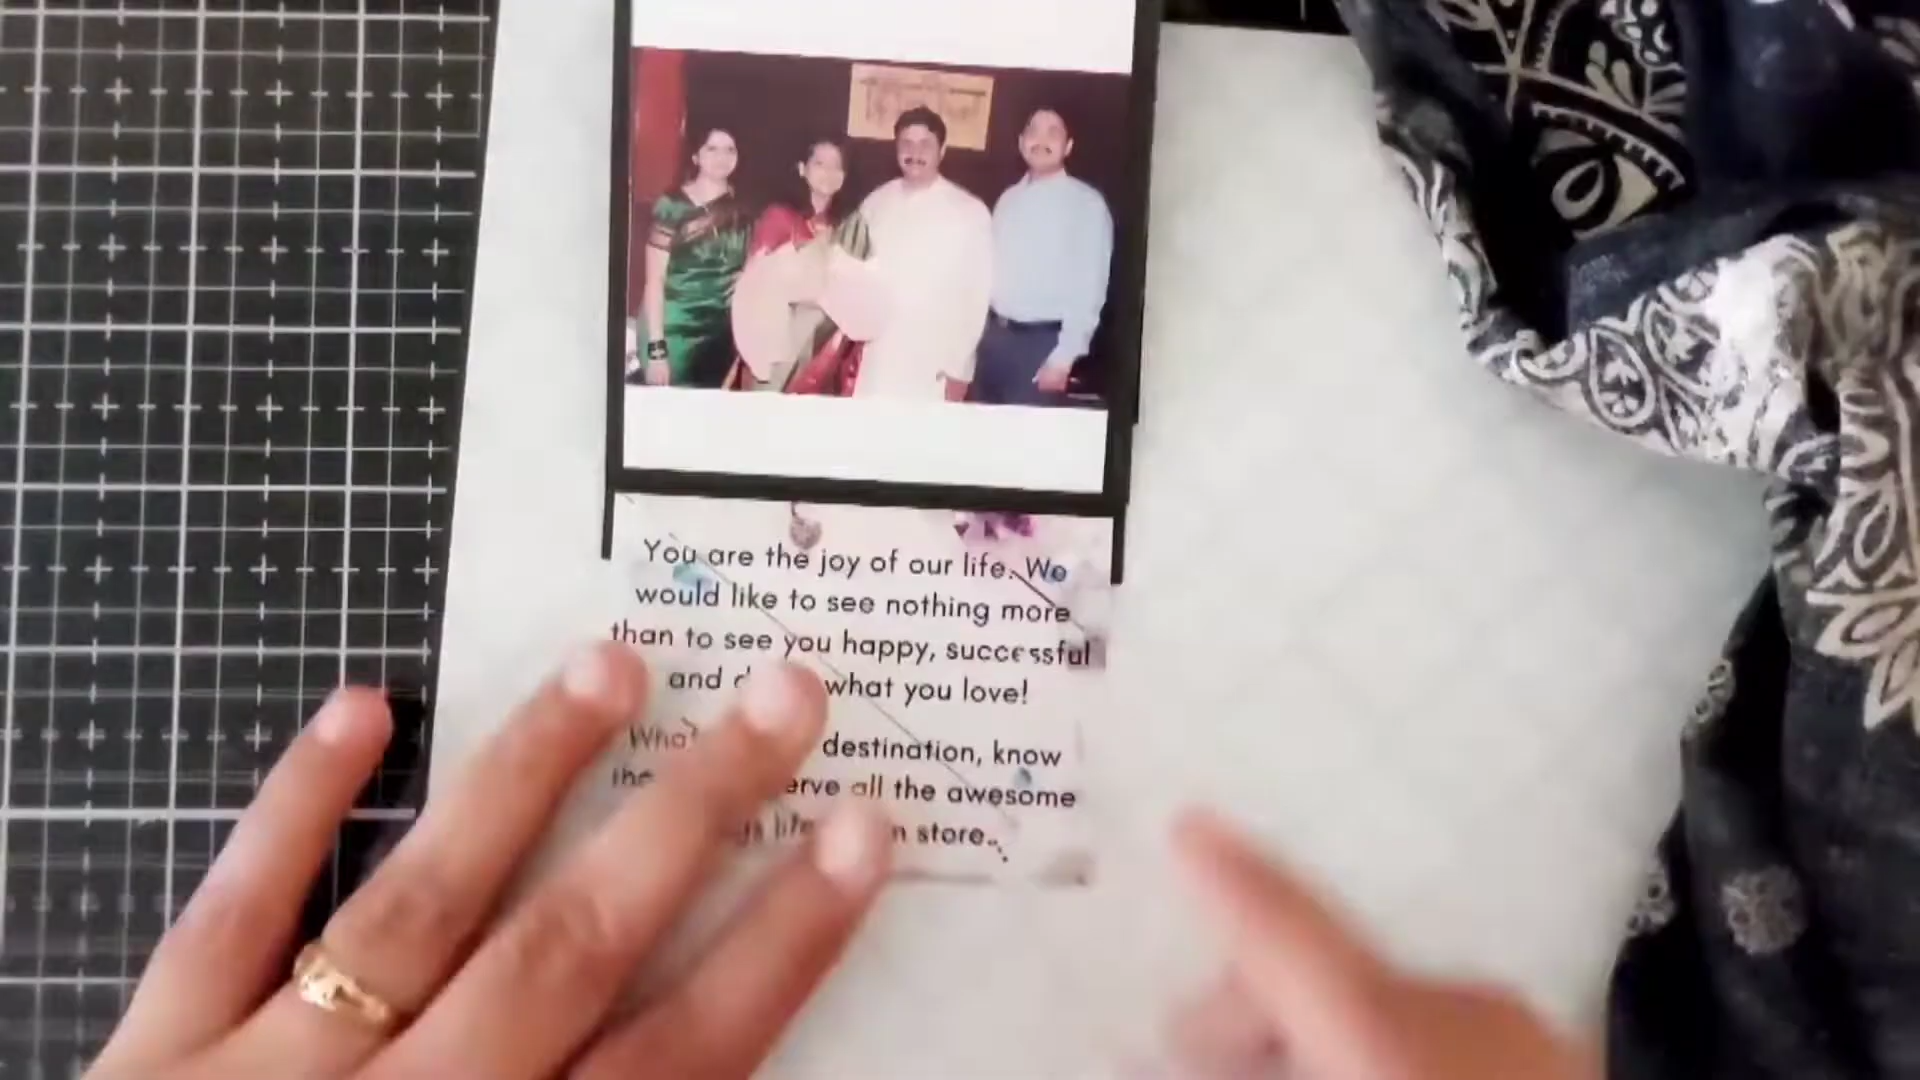 You are the joy of our life. We
would like to see nothing more
than to see you happy, successful
and what you love!
destination, know
the all the awesome
store.